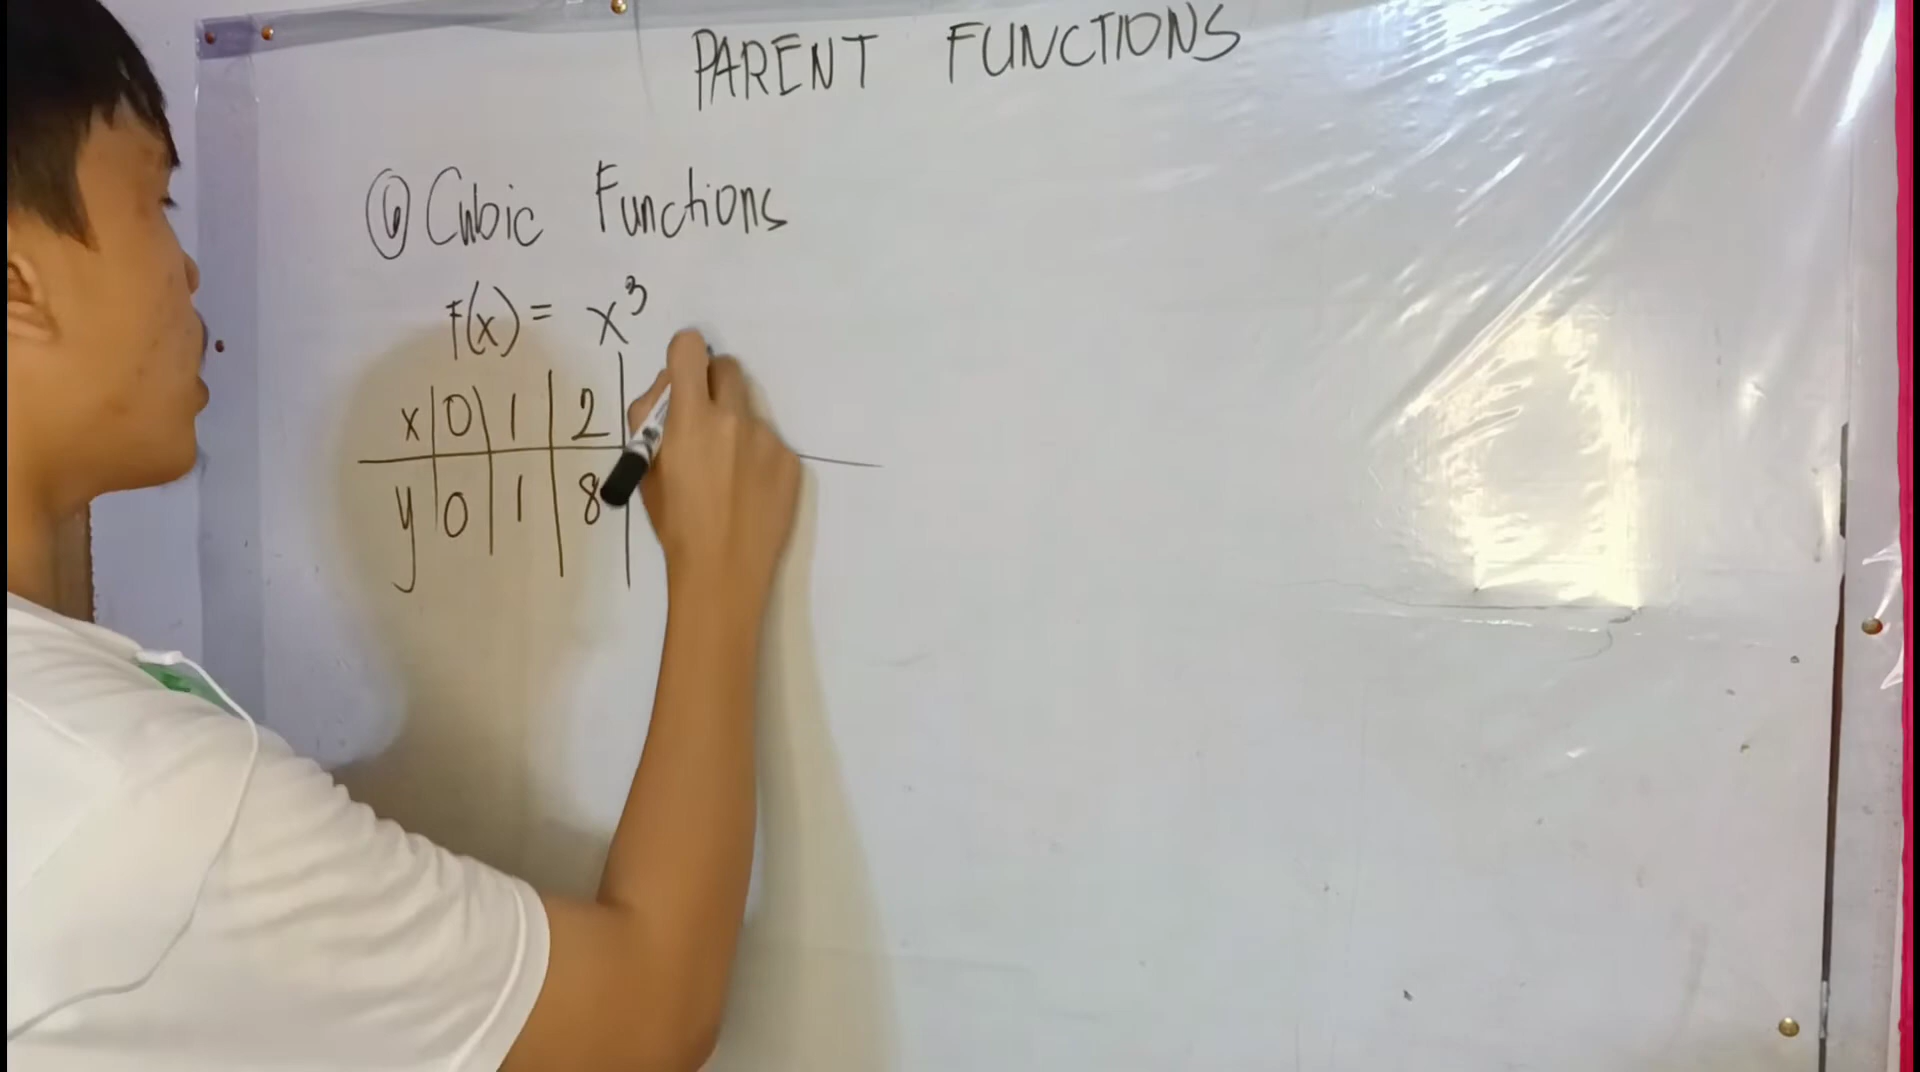 PARENT FUNCTIONS
⑥ Cubic Functions
F(x) = x³
x | 0 | 1 | 2 |
y | 0 | 1 | 8 |